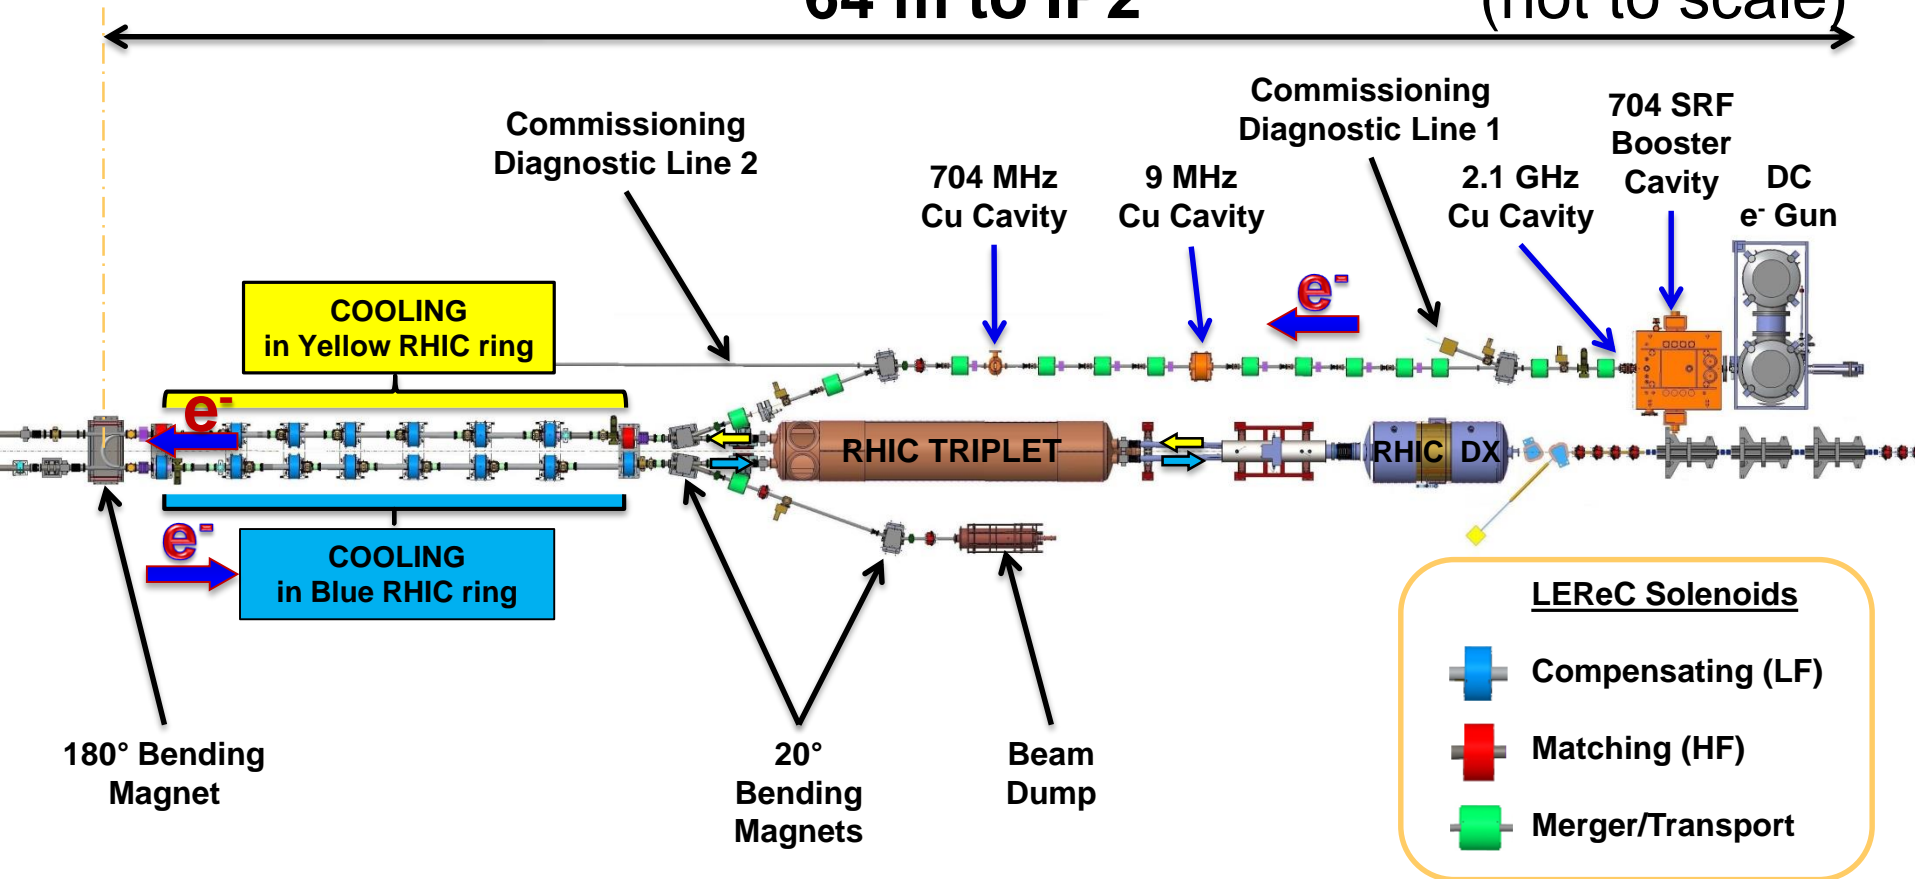 64 m to IP2
(not to scale)
Commissioning
Diagnostic Line 2
704 MHz
Cu Cavity
9 MHz
Cu Cavity
Commissioning
Diagnostic Line 1
2.1 GHz
Cu Cavity
704 SRF
Booster
Cavity
DC
e- Gun
e-
COOLING
in Yellow RHIC ring
e-
RHIC TRIPLET
RHIC DX
e-
COOLING
in Blue RHIC ring
180° Bending
Magnet
20°
Bending
Magnets
Beam
Dump
LEReC Solenoids
Compensating (LF)
Matching (HF)
Merger/Transport